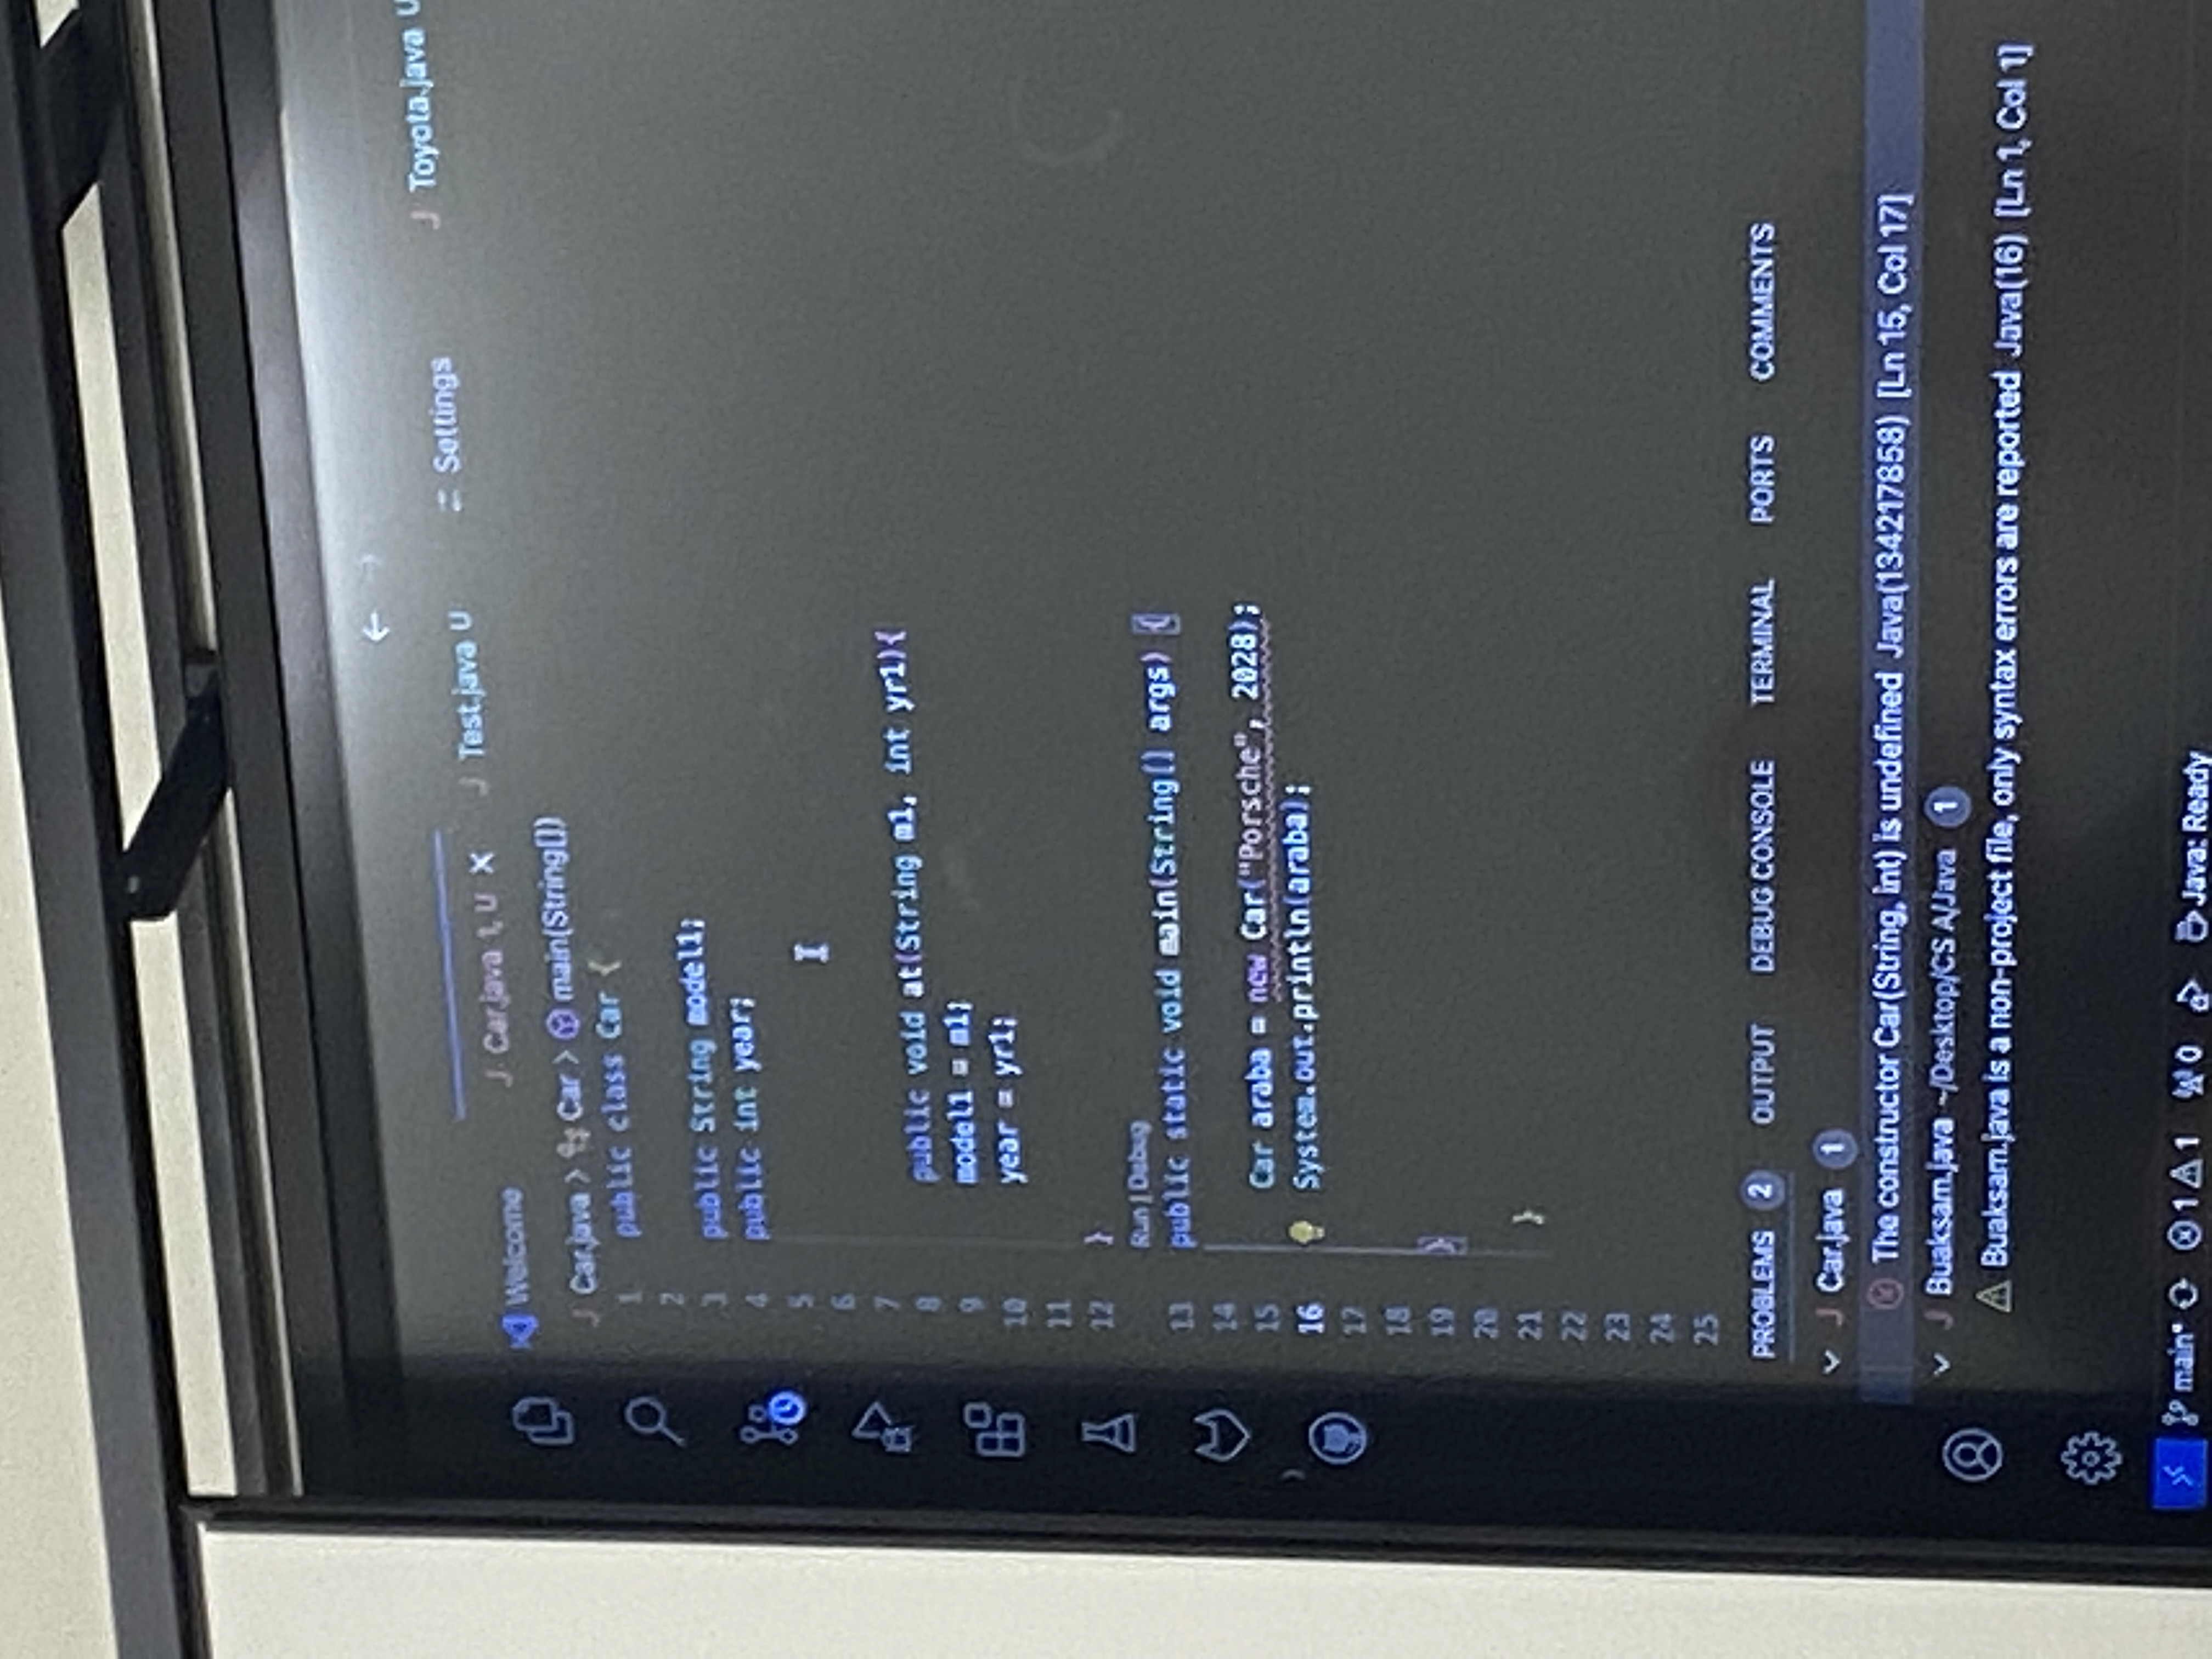 Welcome Car.java 1, U Test.java U Settings Toyota.java U
Car.java > Car > main(String[])
1 public class Car {
2
3 public String model1;
4 public int year;
5
6
7
8 public void at(String m1, int yr1){
9 model1 = m1;
10 year = yr1;
11
12 }
Run | Debug
13 public static void main(String[] args) {
14
15 Car araba = new Car("Porsche", 2028);
16 System.out.println(araba);
17
18
19 }
20
21 }
22
23
24
25
PROBLEMS 2 OUTPUT DEBUG CONSOLE TERMINAL PORTS COMMENTS
Car.java 1
The constructor Car(String, int) is undefined Java(134217858) [Ln 15, Col 17]
Buaksam.java ~/Desktop/CS A/Java 1
Buaksam.java is a non-project file, only syntax errors are reported Java(16) [Ln 1, Col 1]
main* 1 1 0 Java: Ready